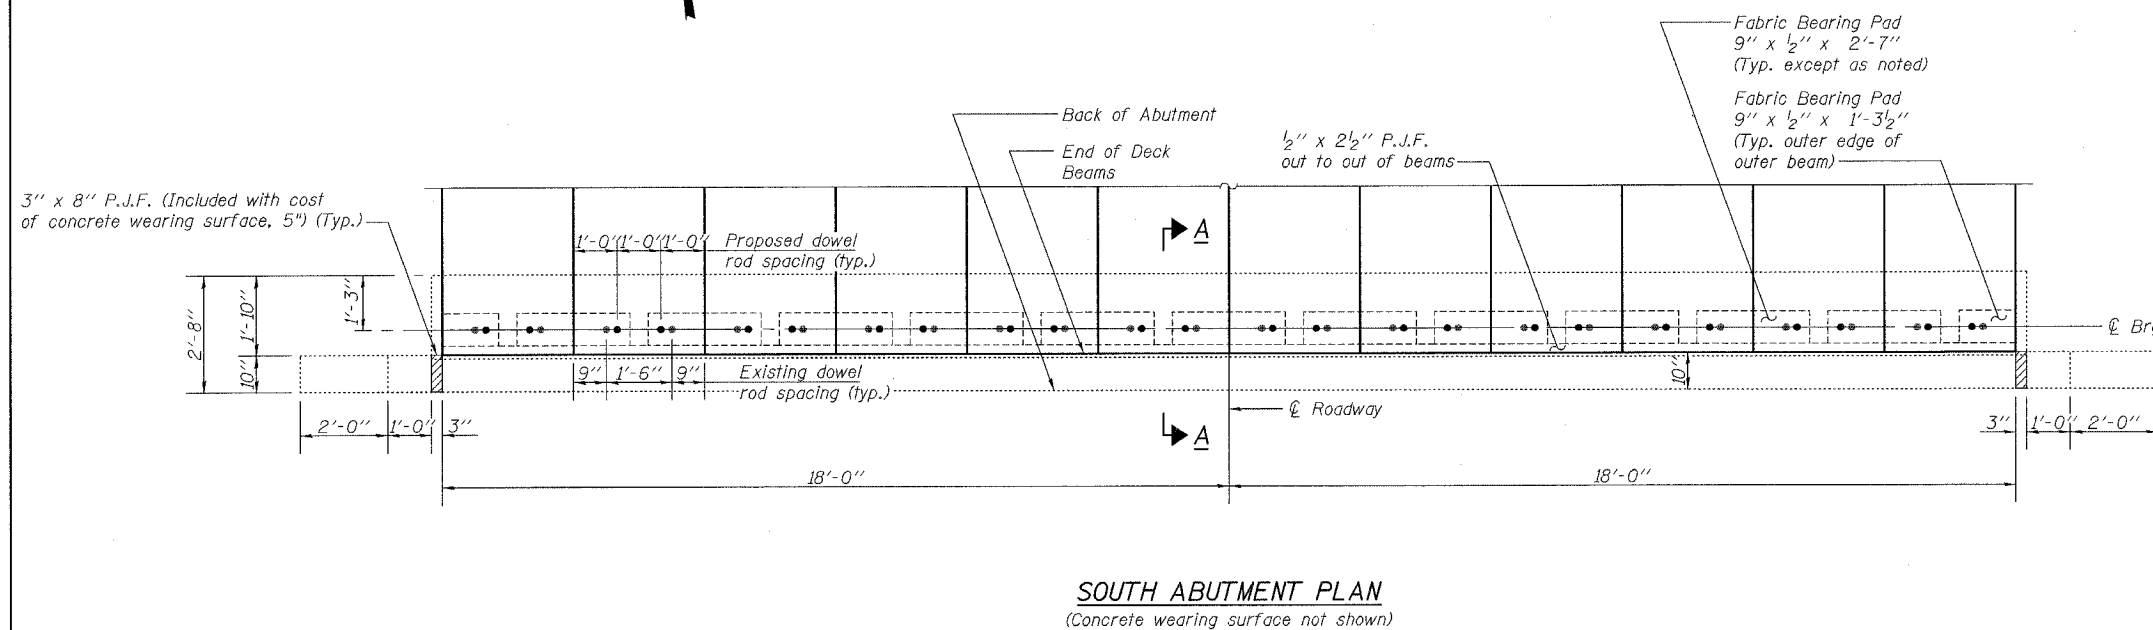 Fabric Bearing Pad
9" x 1/2" x 2'-7"
(Typ. except as noted)
Fabric Bearing Pad
9" x 1/2" x 1'-3 1/2"
(Typ. outer edge of
outer beam)
Back of Abutment
End of Deck
Beams
1/2" x 2 1/2" P.J.F.
out to out of beams
3" x 8" P.J.F. (Included with cost
of concrete wearing surface, 5") (Typ.)
A
1'-0" 1'-0" 1'-0" Proposed dowel
rod spacing (typ.)
2'-8"
1'-10"
1'-3"
10"
℄ Br
9" 1'-6" 9" Existing dowel
rod spacing (typ.)
10"
℄ Roadway
2'-0" 1'-0" 3"
A
3" 1'-0" 2'-0"
18'-0" 18'-0"
SOUTH ABUTMENT PLAN
(Concrete wearing surface not shown)